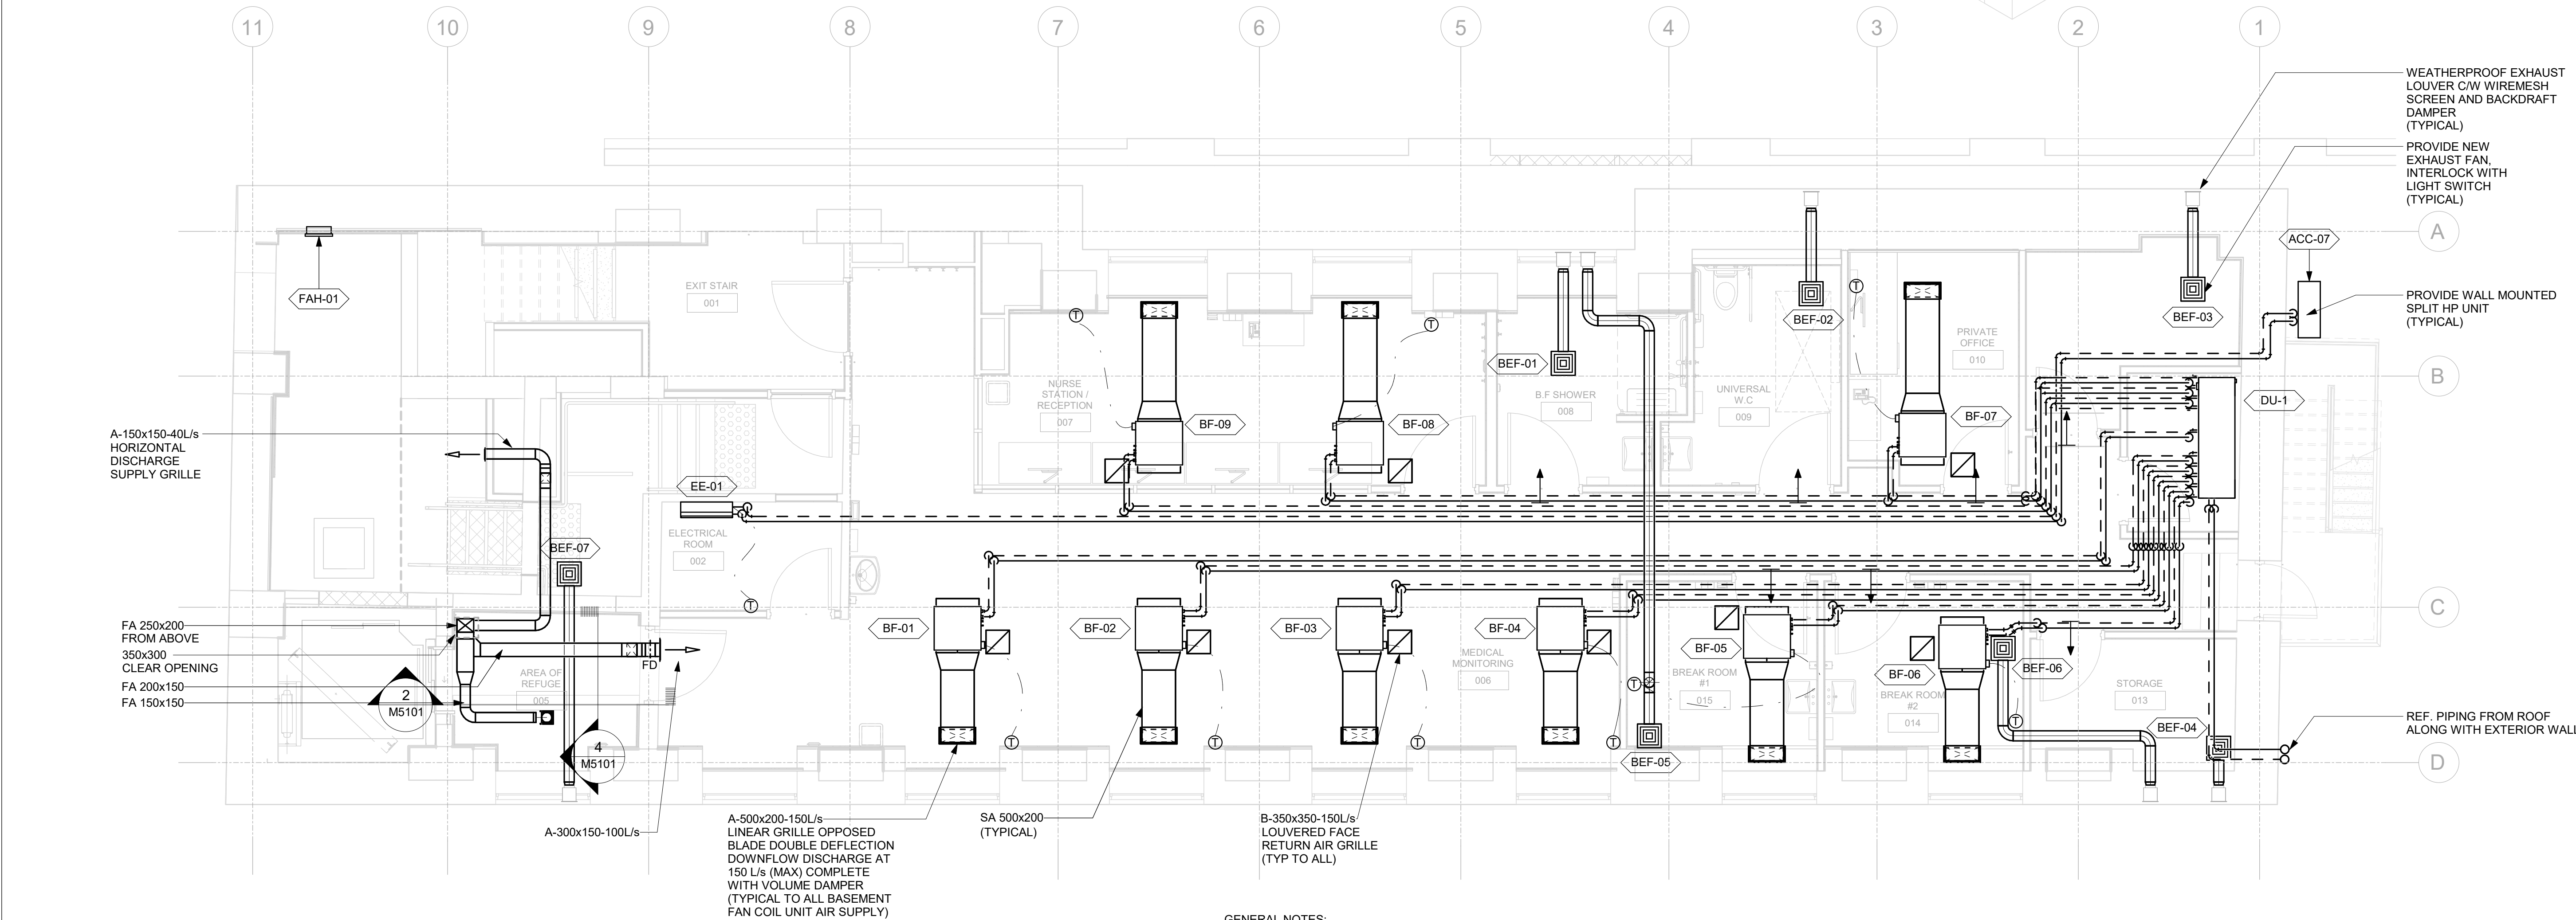 11
10
9
8
7
6
5
4
3
2
1
WEATHERPROOF EXHAUST
LOUVER C/W WIREMESH
SCREEN AND BACKDRAFT
DAMPER
(TYPICAL)
PROVIDE NEW
EXHAUST FAN,
INTERLOCK WITH
LIGHT SWITCH
(TYPICAL)
A
ACC-07
FAH-01
EXIT STAIR
001
PROVIDE WALL MOUNTED
SPLIT HP UNIT
(TYPICAL)
T
T
T
BEF-02
BEF-03
PRIVATE
OFFICE
010
BEF-01
B
NURSE
STATION /
RECEPTION
007
B.F SHOWER
008
UNIVERSAL
W.C
009
DU-1
BF-09
BF-08
BF-07
A-150x150-40L/s
HORIZONTAL
DISCHARGE
SUPPLY GRILLE
EE-01
ELECTRICAL
ROOM
002
BEF-07
T
C
FA 250x200
FROM ABOVE
350x300
CLEAR OPENING
FA 200x150
FA 150x150
BF-01
BF-02
BF-03
BF-04
BF-05
BF-06
BEF-06
FD
AREA OF
REFUGE
005
2
M5101
MEDICAL
MONITORING
006
T
BREAK ROOM
#1
015
BREAK ROOM
#2
014
STORAGE
013
4
M5101
T
T
T
T
T
BEF-04
BEF-05
REF. PIPING FROM ROOF
ALONG WITH EXTERIOR WALL
D
A-300x150-100L/s
A-500x200-150L/s
LINEAR GRILLE OPPOSED
BLADE DOUBLE DEFLECTION
DOWNFLOW DISCHARGE AT
150 L/s (MAX) COMPLETE
WITH VOLUME DAMPER
(TYPICAL TO ALL BASEMENT
FAN COIL UNIT AIR SUPPLY)
SA 500x200
(TYPICAL)
B-350x350-150L/s
LOUVERED FACE
RETURN AIR GRILLE
(TYP TO ALL)
GENERAL NOTES: